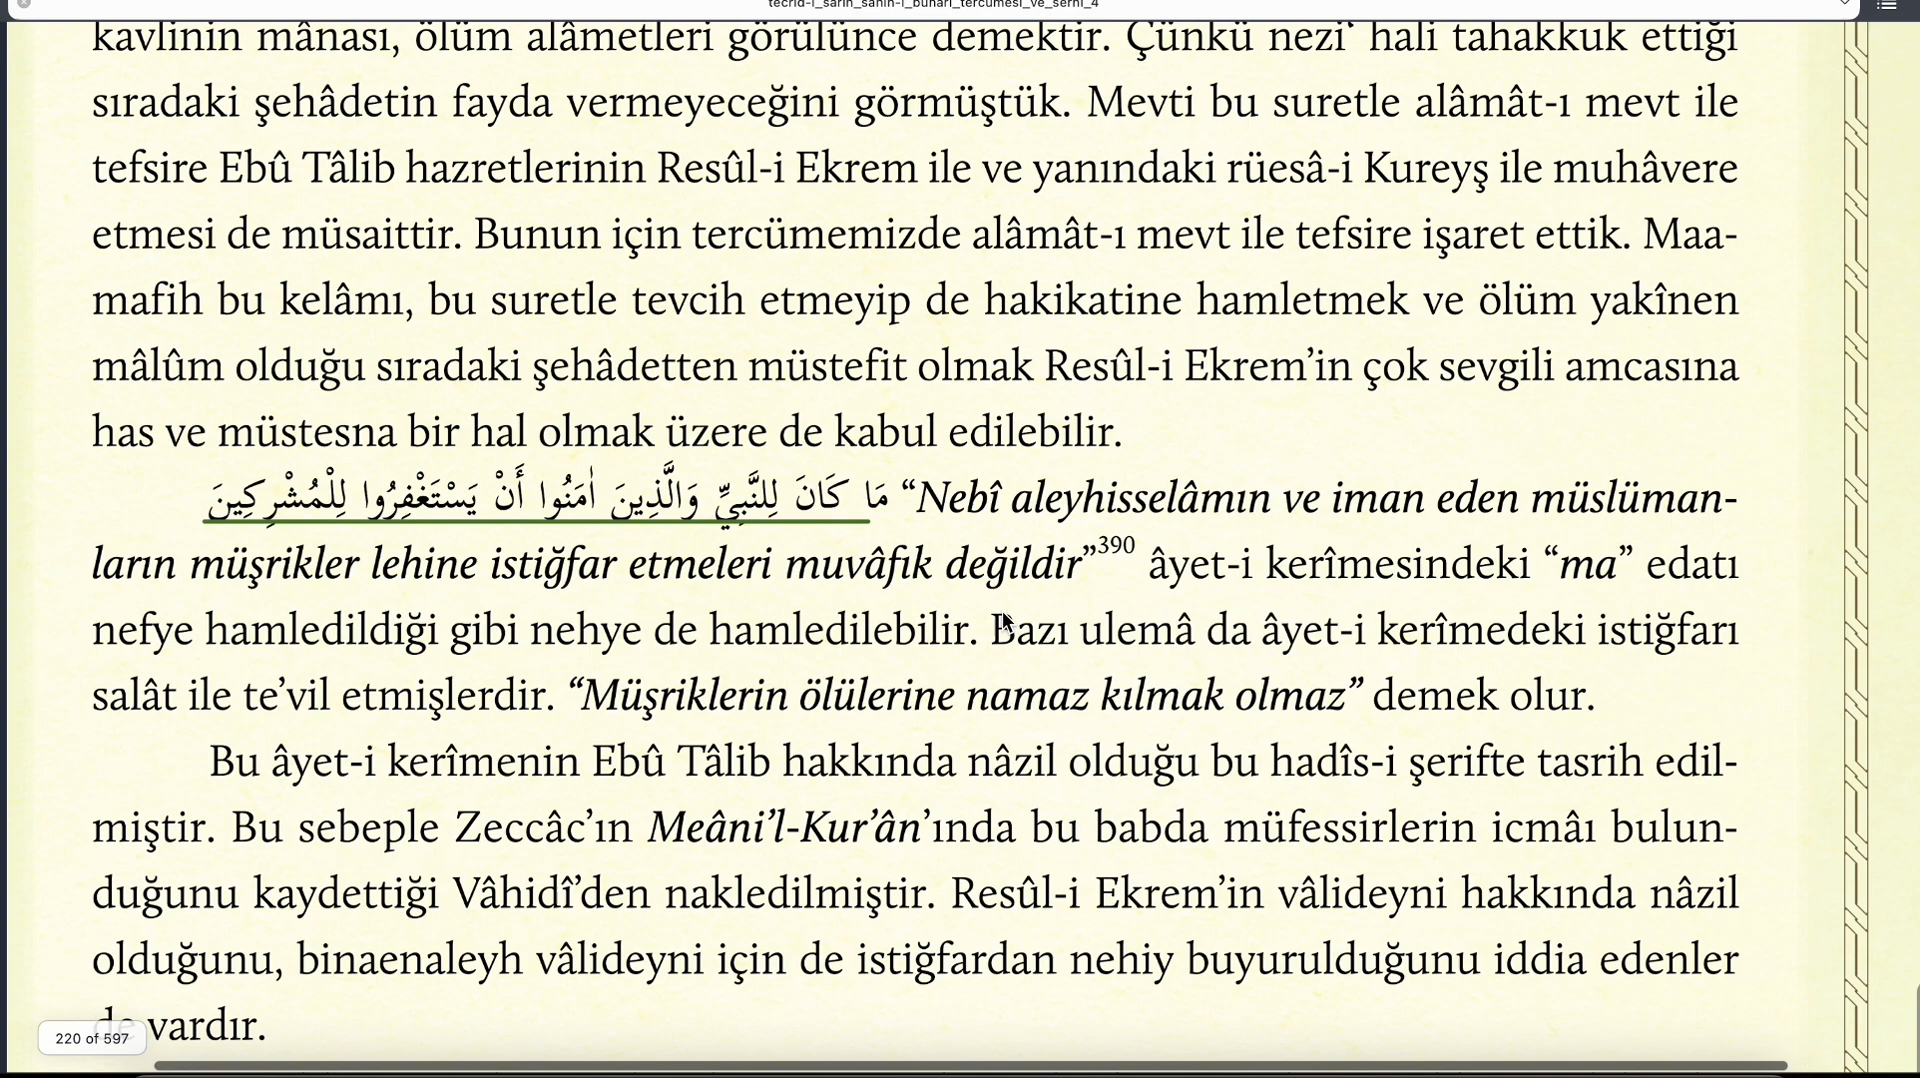 tecrid-i_sarih_sahih-i_buhari_tercumesi_ve_serhi_4
kavlinin mânası, ölüm alâmetleri görülünce demektir. Çünkü nezi‘ hali tahakkuk ettiği
sıradaki şehâdetin fayda vermeyeceğini görmüştük. Mevti bu suretle alâmât-ı mevt ile
tefsire Ebû Tâlib hazretlerinin Resûl-i Ekrem ile ve yanındaki rüesâ-i Kureyş ile muhâvere
etmesi de müsaittir. Bunun için tercümemizde alâmât-ı mevt ile tefsire işaret ettik. Maa-
mafih bu kelâmı, bu suretle tevcih etmeyip de hakikatine hamletmek ve ölüm yakînen
mâlûm olduğu sıradaki şehâdetten müstefit olmak Resûl-i Ekrem’in çok sevgili amcasına
has ve müstesna bir hal olmak üzere de kabul edilebilir.
مَا كَانَ لِلنَّبِيِّ وَالَّذِينَ اٰمَنُوا أَنْ يَسْتَغْفِرُوا لِلْمُشْرِكِينَ “Nebî aleyhisselâmın ve iman eden müslüman-
ların müşrikler lehine istiğfar etmeleri muvâfık değildir”390 âyet-i kerîmesindeki “ma” edatı
nefye hamledildiği gibi nehye de hamledilebilir. Bazı ulemâ da âyet-i kerîmedeki istiğfarı
salât ile te’vil etmişlerdir. “Müşriklerin ölülerine namaz kılmak olmaz” demek olur.
Bu âyet-i kerîmenin Ebû Tâlib hakkında nâzil olduğu bu hadîs-i şerifte tasrih edil-
miştir. Bu sebeple Zeccâc’ın Meâni’l-Kur’ân’ında bu babda müfessirlerin icmâı bulun-
duğunu kaydettiği Vâhidî’den nakledilmiştir. Resûl-i Ekrem’in vâlideyni hakkında nâzil
olduğunu, binaenaleyh vâlideyni için de istiğfardan nehiy buyurulduğunu iddia edenler
de vardır.
220 of 597